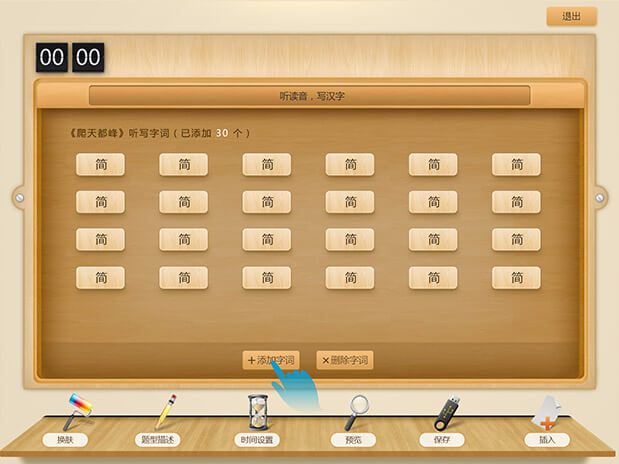 退出
00 00
听读音，写汉字
《爬天都峰》听写字词（已添加 30 个）
简 简 简 简 简 简
简 简 简 简 简 简
简 简 简 简 简 简
简 简 简 简 简 简
+添加字词 ×删除字词
换肤 题型描述 时间设置 预览 保存 插入